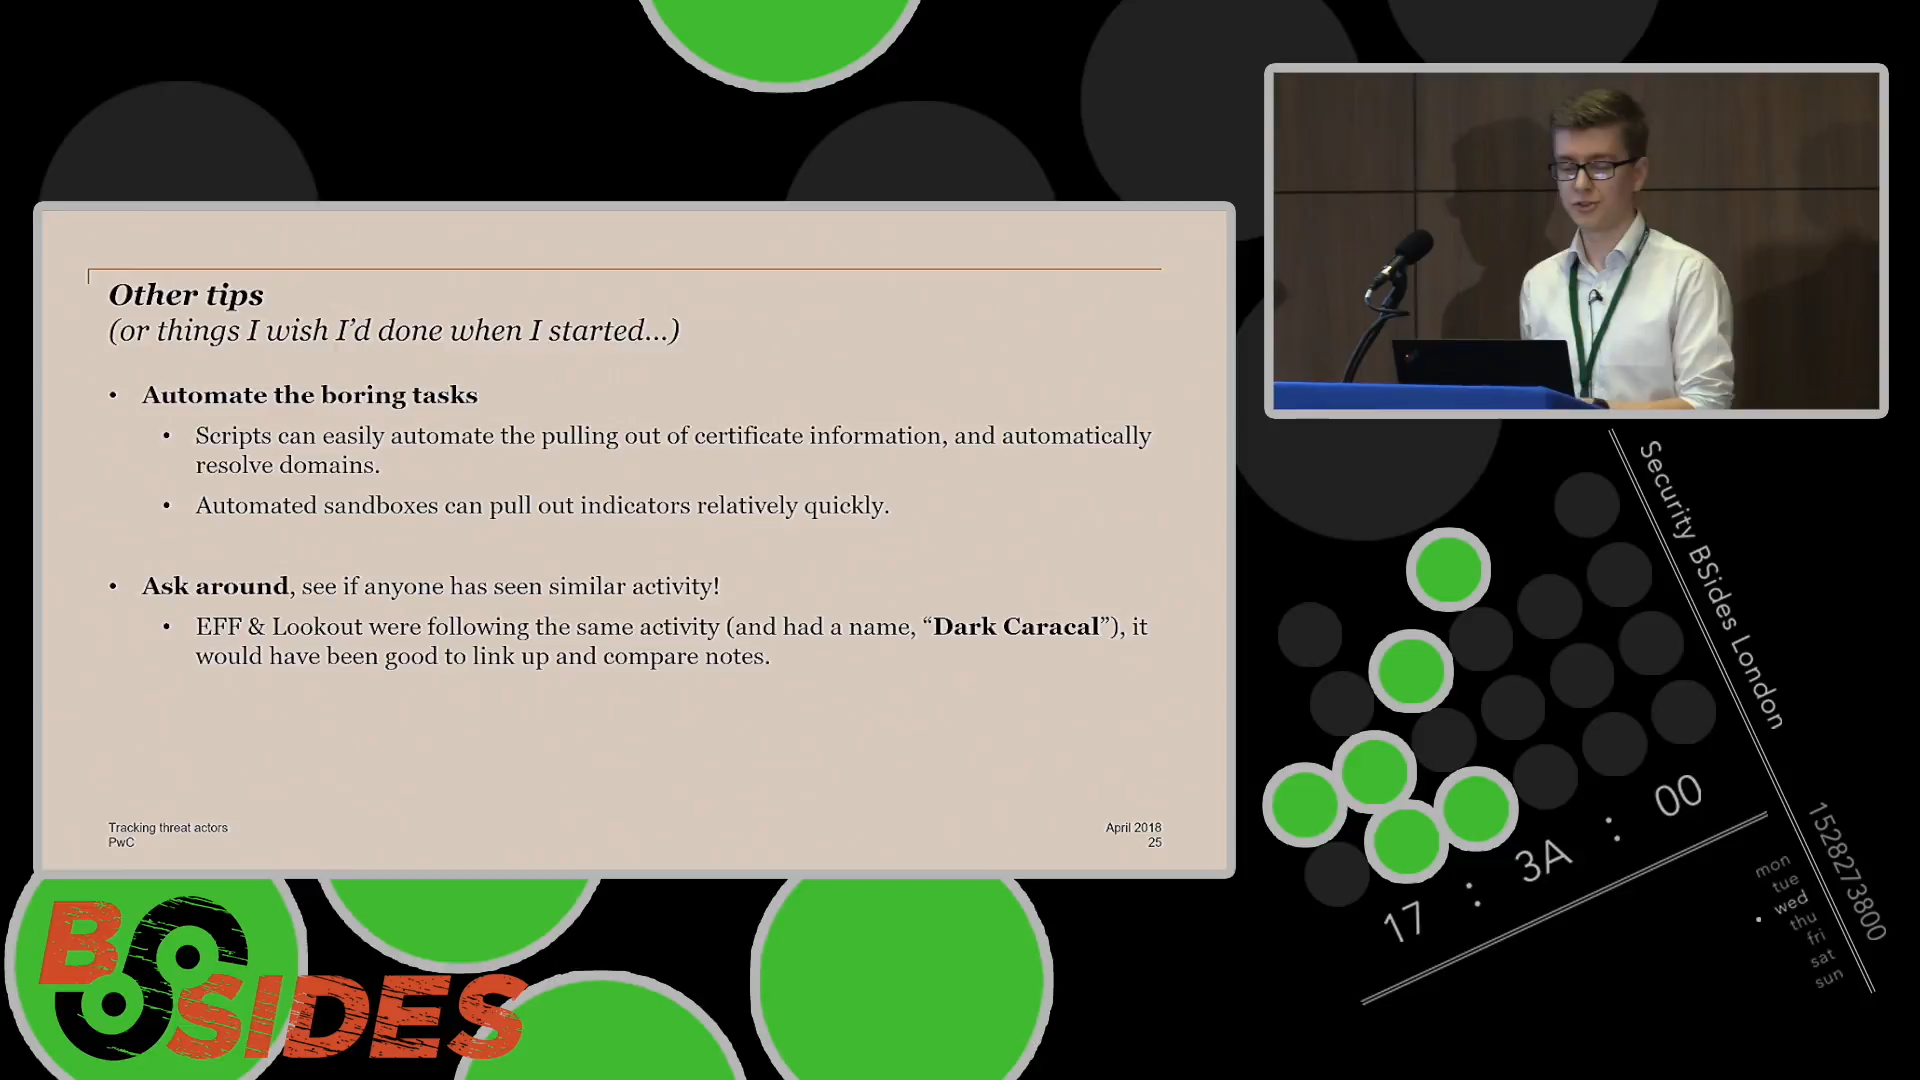 Other tips
(or things I wish I’d done when I started...)
• Automate the boring tasks
• Scripts can easily automate the pulling out of certificate information, and automatically
resolve domains.
• Automated sandboxes can pull out indicators relatively quickly.
• Ask around, see if anyone has seen similar activity!
• EFF & Lookout were following the same activity (and had a name, “Dark Caracal”), it
would have been good to link up and compare notes.
Tracking threat actors
PwC
April 2018
25
Security BSides London
17 : 3A : 00
1528273800
mon
tue
wed
thu
fri
sat
sun
BSIDES